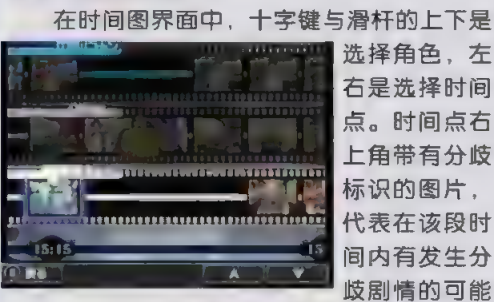 在时间图界面中，十字键与滑杆的上下是
选择角色，左
右是选择时间
点。时间点右
上角带有分歧
标识的图片，
代表在该段时
间内有发生分
歧剧情的可能
15:15
15